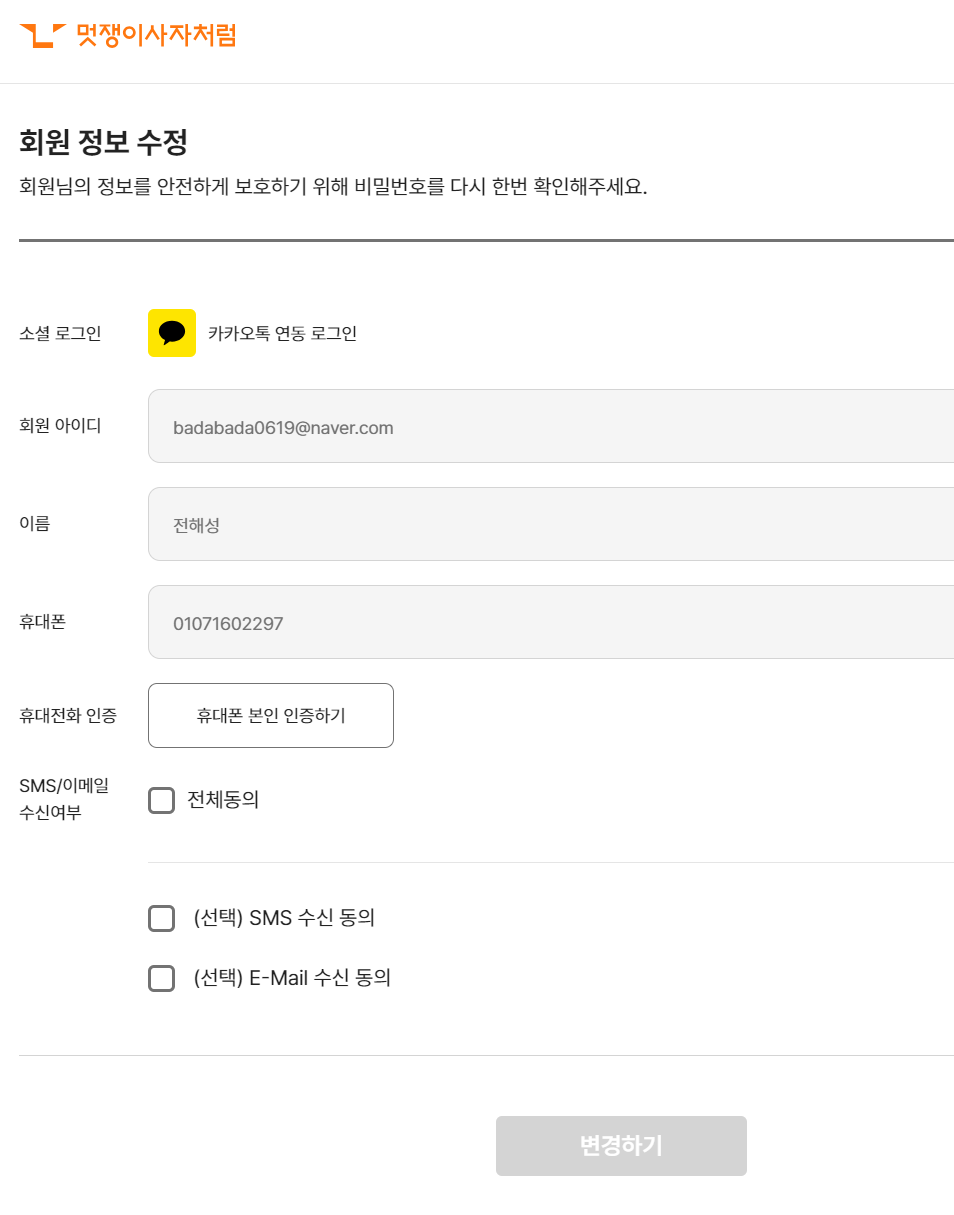 멋쟁이사자처럼
회원 정보 수정
회원님의 정보를 안전하게 보호하기 위해 비밀번호를 다시 한번 확인해주세요.
소셜 로그인
카카오톡 연동 로그인
회원 아이디
badabada0619@naver.com
이름
전해성
휴대폰
01071602297
휴대전화 인증
휴대폰 본인 인증하기
SMS/이메일
수신여부
전체동의
(선택) SMS 수신 동의
(선택) E-Mail 수신 동의
변경하기